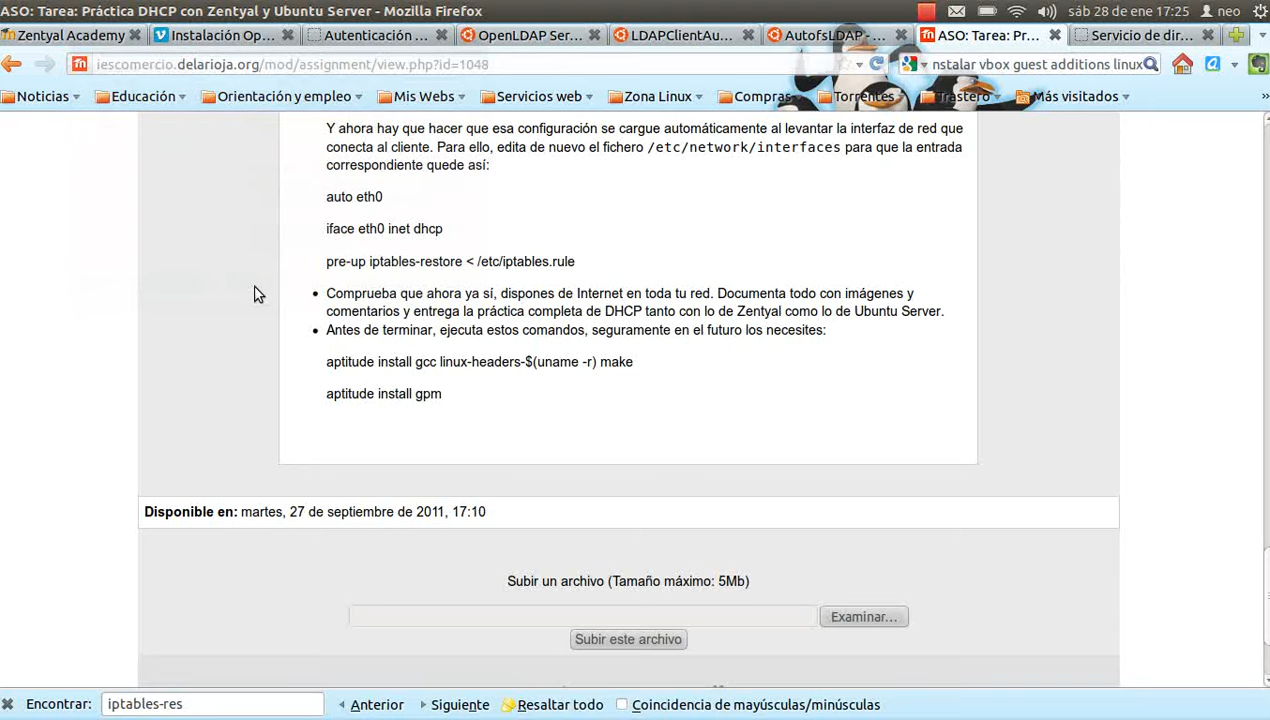 ASO: Tarea: Práctica DHCP con Zentyal y Ubuntu Server - Mozilla Firefox
sáb 28 de ene 17:25
neo
Zentyal Academy
Instalación Op...
Autenticación ...
OpenLDAP Ser...
LDAPClientAu...
AutofsLDAP - ...
ASO: Tarea: Pr...
Servicio de dir...
iescomercio.delarioja.org/mod/assignment/view.php?id=1048
nstalar vbox guest additions linux
Noticias
Educación
Orientación y empleo
Mis Webs
Servicios web
Zona Linux
Compras
Torrentes
Trastero
Más visitados
»
Y ahora hay que hacer que esa configuración se cargue automáticamente al levantar la interfaz de red que
conecta al cliente. Para ello, edita de nuevo el fichero /etc/network/interfaces para que la entrada
correspondiente quede así:
auto eth0
iface eth0 inet dhcp
pre-up iptables-restore < /etc/iptables.rule
• Comprueba que ahora ya sí, dispones de Internet en toda tu red. Documenta todo con imágenes y
comentarios y entrega la práctica completa de DHCP tanto con lo de Zentyal como lo de Ubuntu Server.
• Antes de terminar, ejecuta estos comandos, seguramente en el futuro los necesites:
aptitude install gcc linux-headers-$(uname -r) make
aptitude install gpm
Disponible en: martes, 27 de septiembre de 2011, 17:10
Subir un archivo (Tamaño máximo: 5Mb)
Examinar...
Subir este archivo
Encontrar:
iptables-res
Anterior
Siguiente
Resaltar todo
Coincidencia de mayúsculas/minúsculas